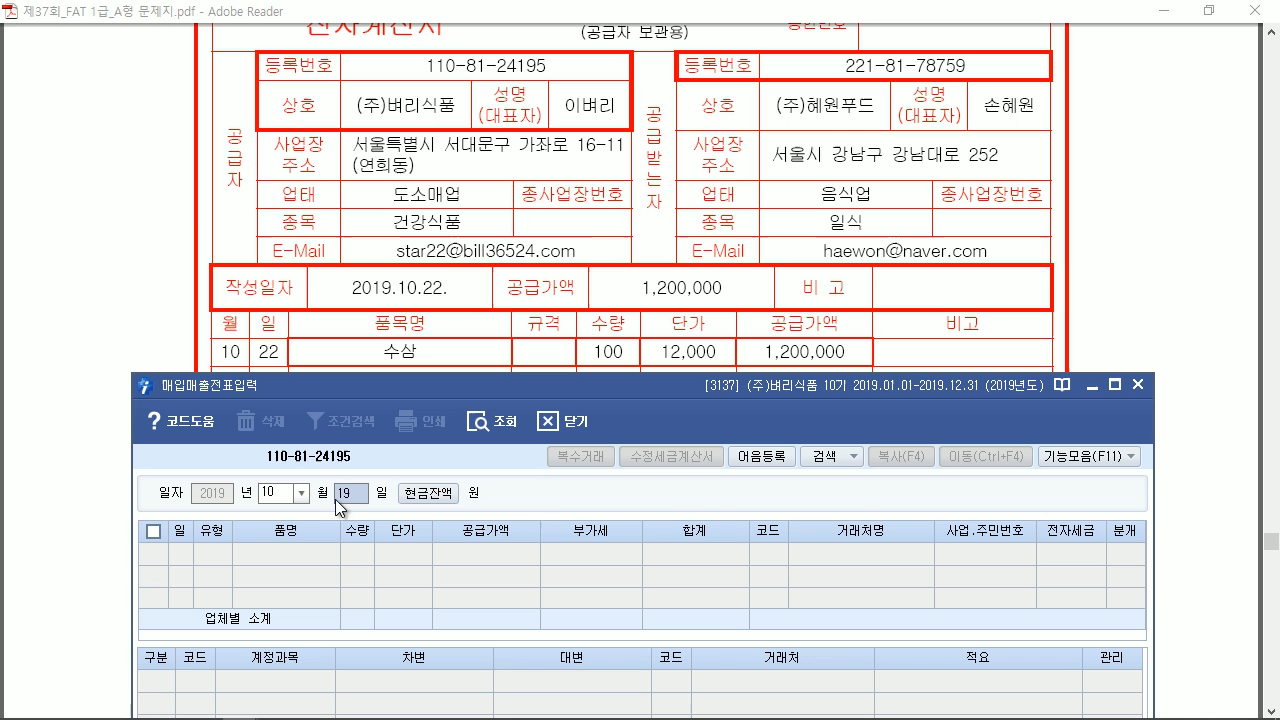 제37회_FAT 1급_A형 문제지.pdf - Adobe Reader
전자계산서 (공급자 보관용) 승인번호
공급자
등록번호 110-81-24195
상호 (주)벼리식품 성명 (대표자) 이벼리
사업장 주소 서울특별시 서대문구 가좌로 16-11 (연희동)
업태 도소매업 종사업장번호
종목 건강식품
E-Mail star22@bill36524.com
공급받는자
등록번호 221-81-78759
상호 (주)혜원푸드 성명 (대표자) 손혜원
사업장 주소 서울시 강남구 강남대로 252
업태 음식업 종사업장번호
종목 일식
E-Mail haewon@naver.com
작성일자 2019.10.22. 공급가액 1,200,000 비 고
월 일 품목명 규격 수량 단가 공급가액 비고
10 22 수삼 100 12,000 1,200,000
매입매출전표입력 [3137] (주)벼리식품 10기 2019.01.01-2019.12.31 (2019년도)
코드도움 삭제 조건검색 인쇄 조회 닫기
110-81-24195 복수거래 수정세금계산서 어음등록 검색 복사(F4) 이동(Ctrl+F4) 기능모음(F11)
일자 2019 년 10 월 19 일 현금잔액 원
일 유형 품명 수량 단가 공급가액 부가세 합계 코드 거래처명 사업.주민번호 전자세금 분개
업체별 소계
구분 코드 계정과목 차변 대변 코드 거래처 적요 관리